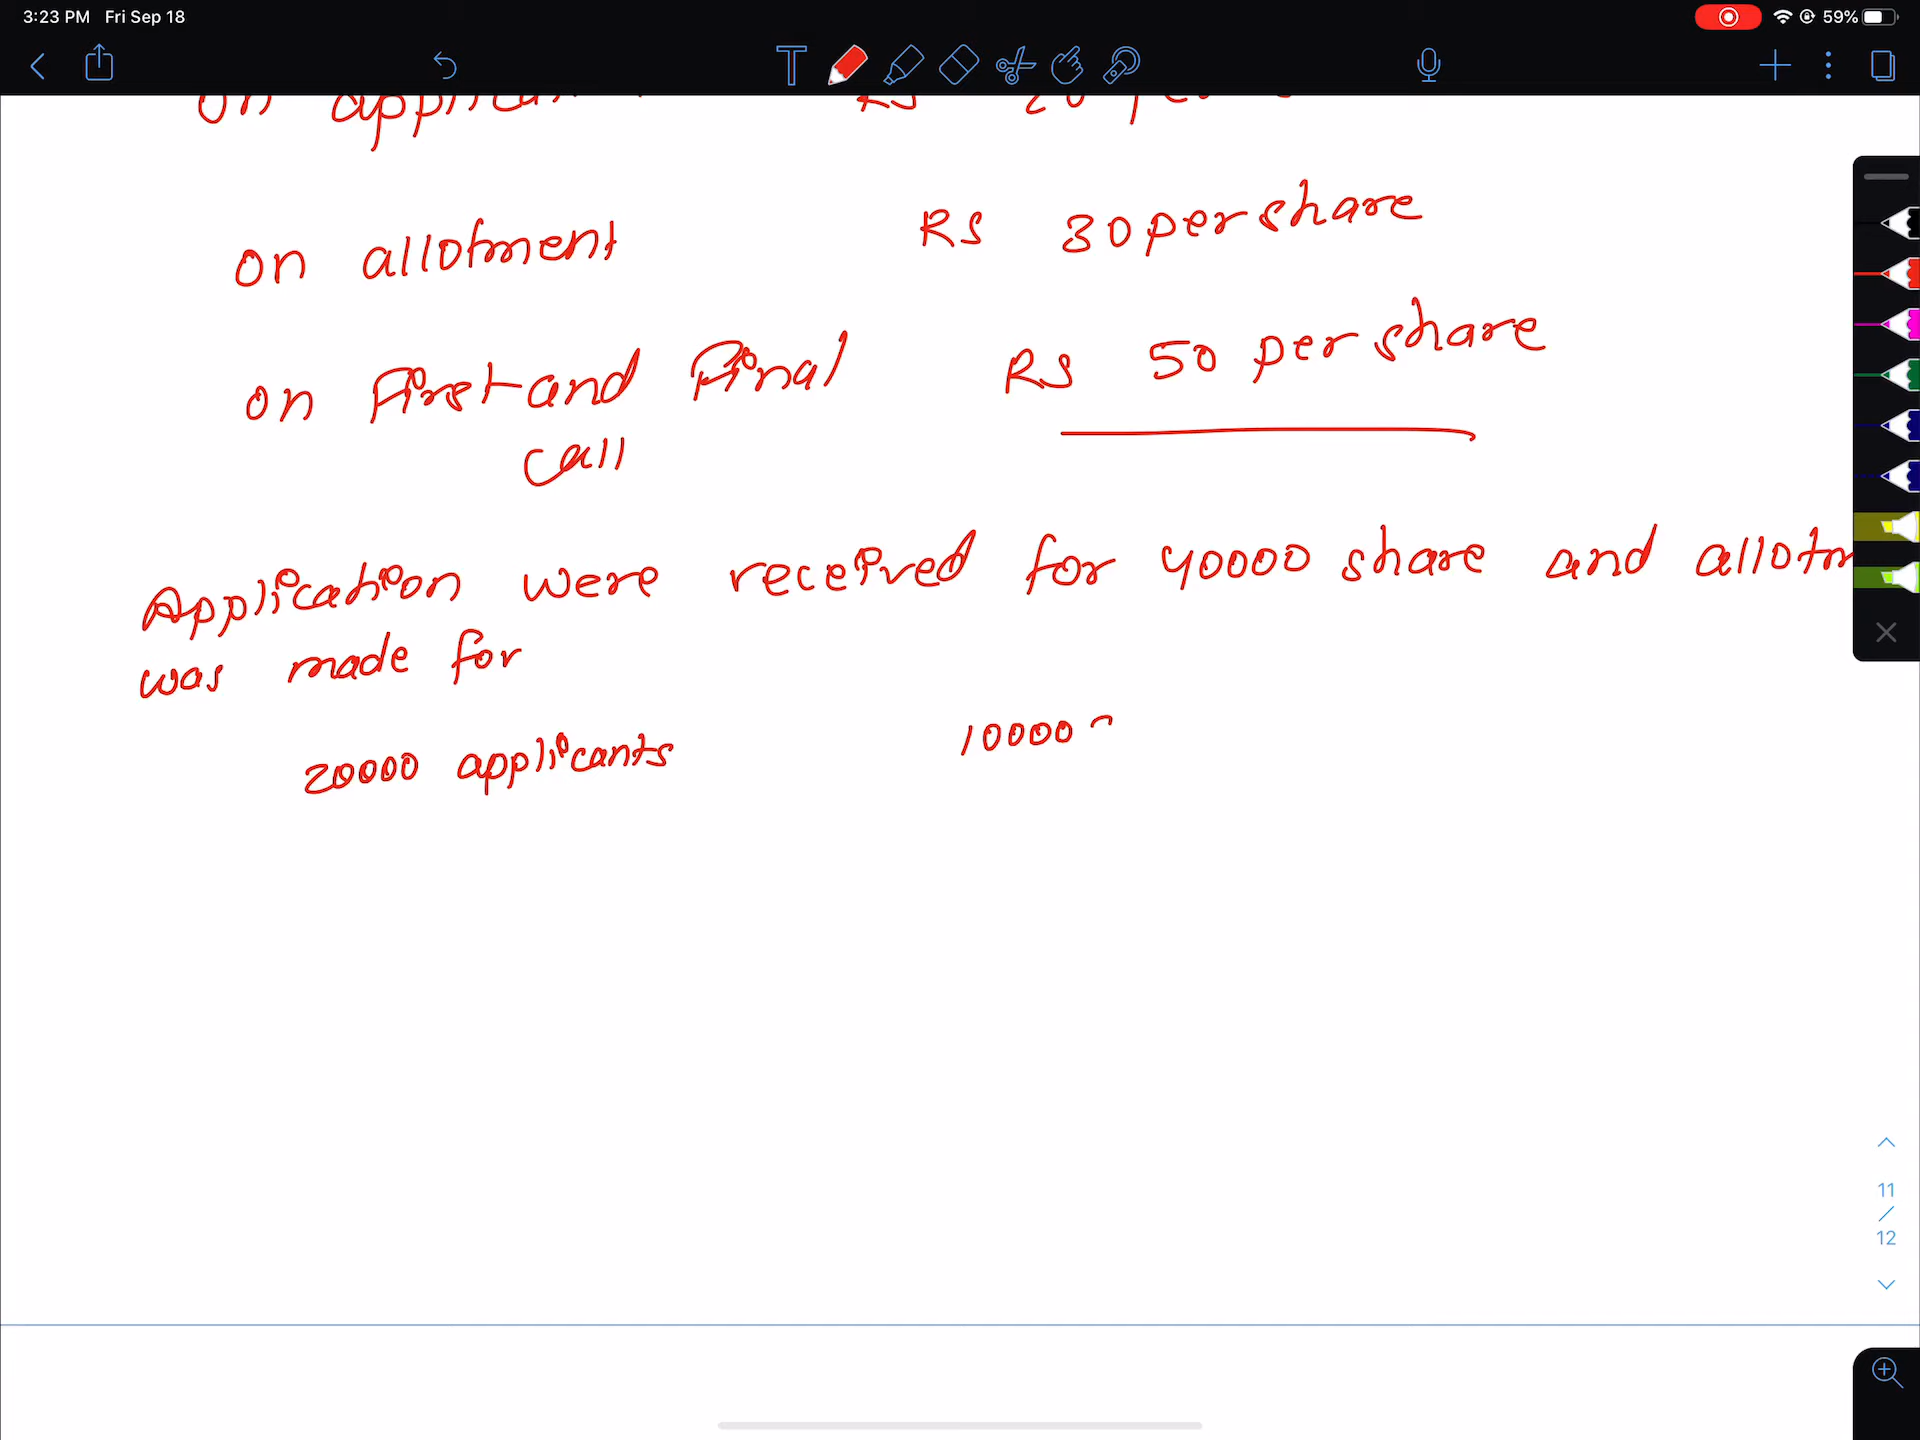 3:23 PM Fri Sep 18 59%
on
on allotment RS 30 per share
on First and Final RS 50 per share
call
Application were received for 40000 share and allotm
was made for
20000 applicants 10000
11
/
12